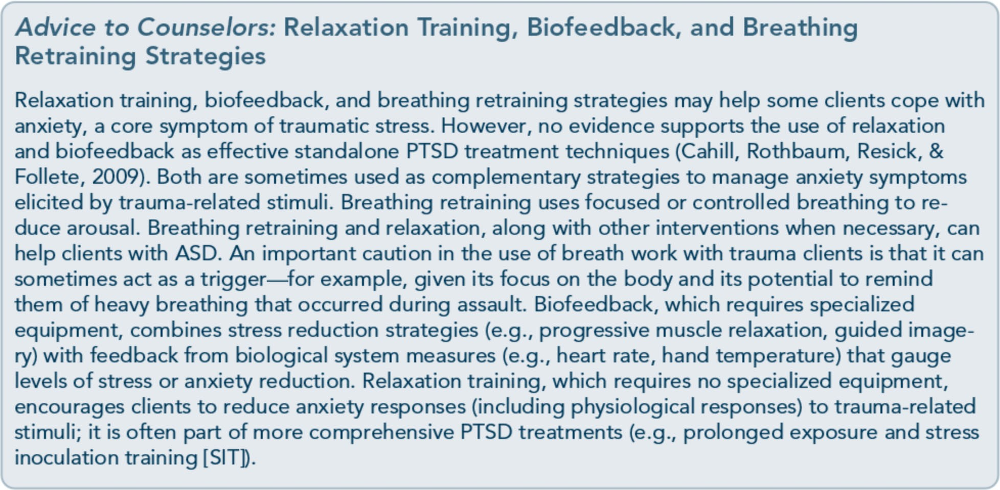 Advice to Counselors: Relaxation Training, Biofeedback, and Breathing
Retraining Strategies
Relaxation training, biofeedback, and breathing retraining strategies may help some clients cope with
anxiety, a core symptom of traumatic stress. However, no evidence supports the use of relaxation
and biofeedback as effective standalone PTSD treatment techniques (Cahill, Rothbaum, Resick, &
Follete, 2009). Both are sometimes used as complementary strategies to manage anxiety symptoms
elicited by trauma-related stimuli. Breathing retraining uses focused or controlled breathing to re-
duce arousal. Breathing retraining and relaxation, along with other interventions when necessary, can
help clients with ASD. An important caution in the use of breath work with trauma clients is that it can
sometimes act as a trigger—for example, given its focus on the body and its potential to remind
them of heavy breathing that occurred during assault. Biofeedback, which requires specialized
equipment, combines stress reduction strategies (e.g., progressive muscle relaxation, guided image-
ry) with feedback from biological system measures (e.g., heart rate, hand temperature) that gauge
levels of stress or anxiety reduction. Relaxation training, which requires no specialized equipment,
encourages clients to reduce anxiety responses (including physiological responses) to trauma-related
stimuli; it is often part of more comprehensive PTSD treatments (e.g., prolonged exposure and stress
inoculation training [SIT]).